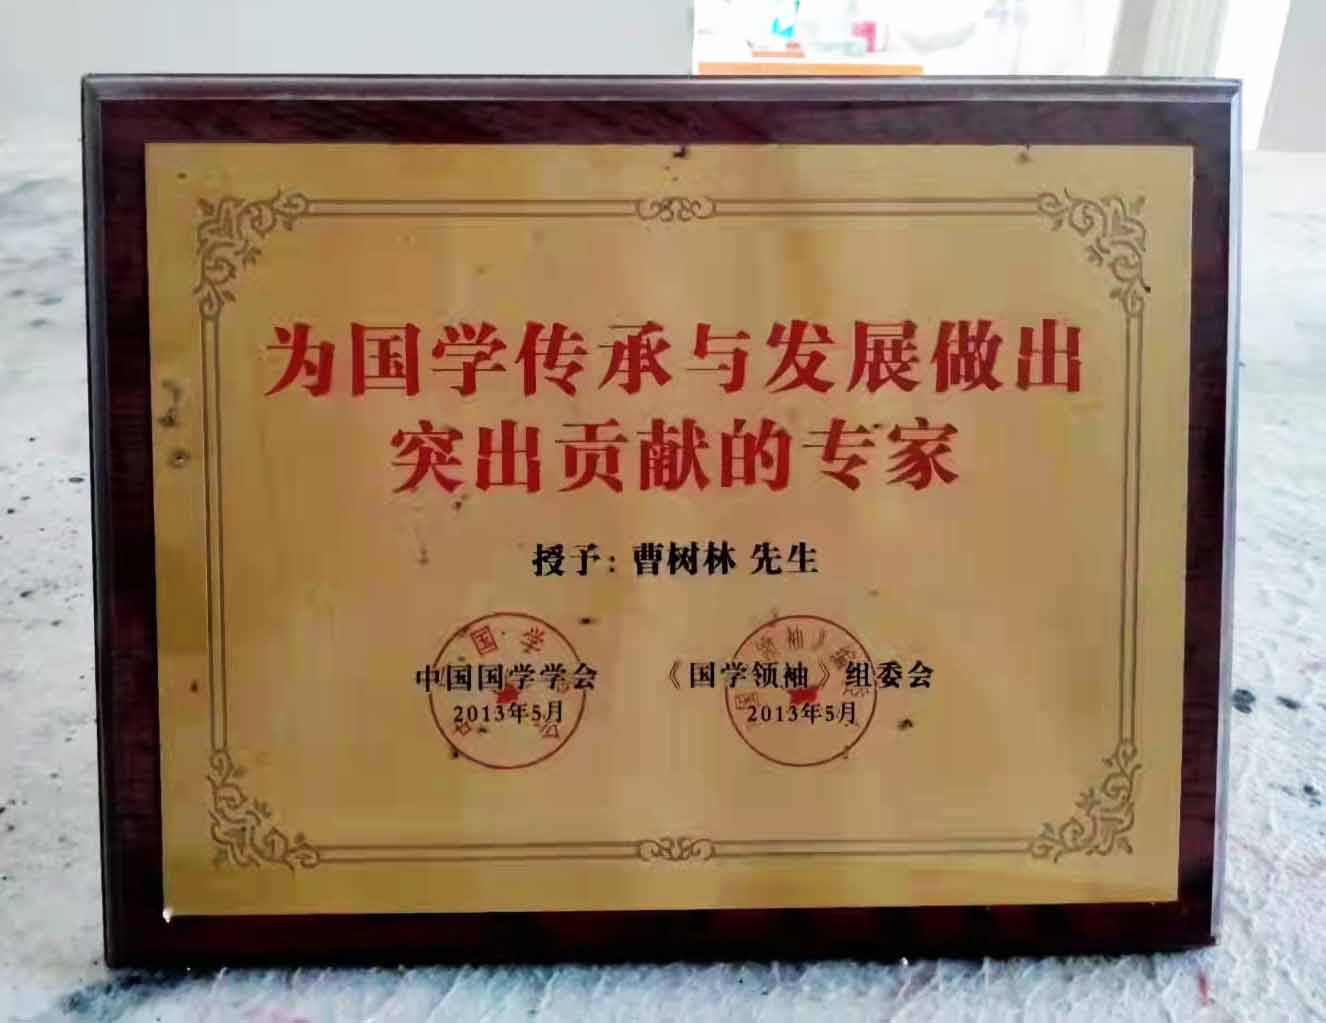 为国学传承与发展做出
突出贡献的专家
授予：曹树林 先生
中国国学学会 《国学领袖》组委会
2013年5月 2013年5月